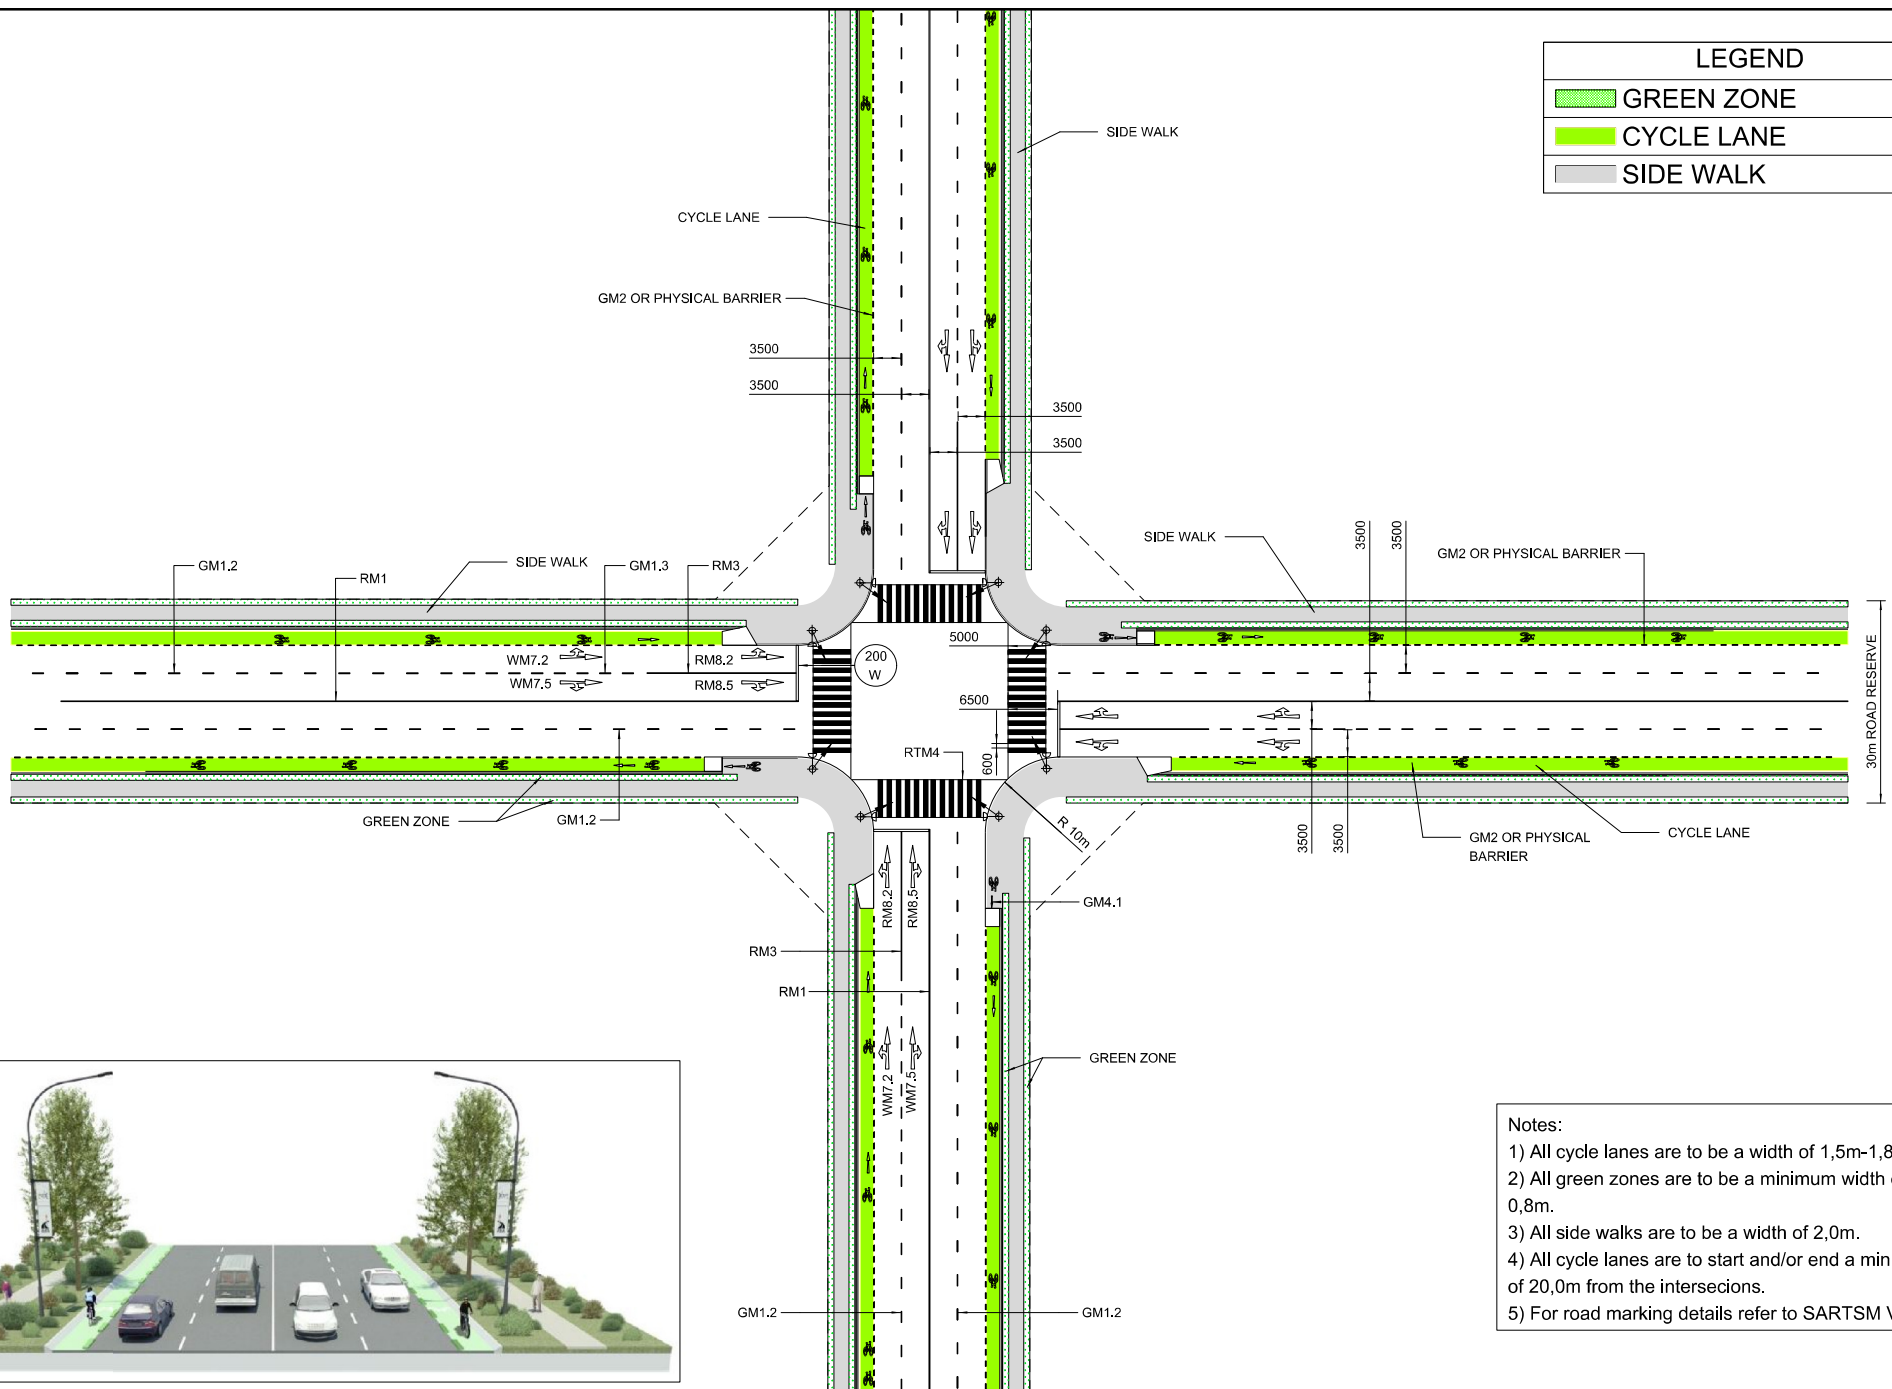 LEGEND
GREEN ZONE
CYCLE LANE
SIDE WALK
SIDE WALK
CYCLE LANE
GM2 OR PHYSICAL BARRIER
3500
3500
3500
3500
SIDE WALK
3500
3500
GM2 OR PHYSICAL BARRIER
GM1.2
RM1
SIDE WALK
GM1.3
RM3
WM7.2
RM8.2
WM7.5
RM8.5
200
W
5000
6500
600
RTM4
30m ROAD RESERVE
GREEN ZONE
GM1.2
R 10m
3500
3500
GM2 OR PHYSICAL
BARRIER
CYCLE LANE
RM8.2
RM8.5
GM4.1
RM3
RM1
WM7.2
WM7.5
GREEN ZONE
GM1.2
GM1.2
Notes:
1) All cycle lanes are to be a width of 1,5m-1,8
2) All green zones are to be a minimum width
0,8m.
3) All side walks are to be a width of 2,0m.
4) All cycle lanes are to start and/or end a min
of 20,0m from the intersecions.
5) For road marking details refer to SARTSM V